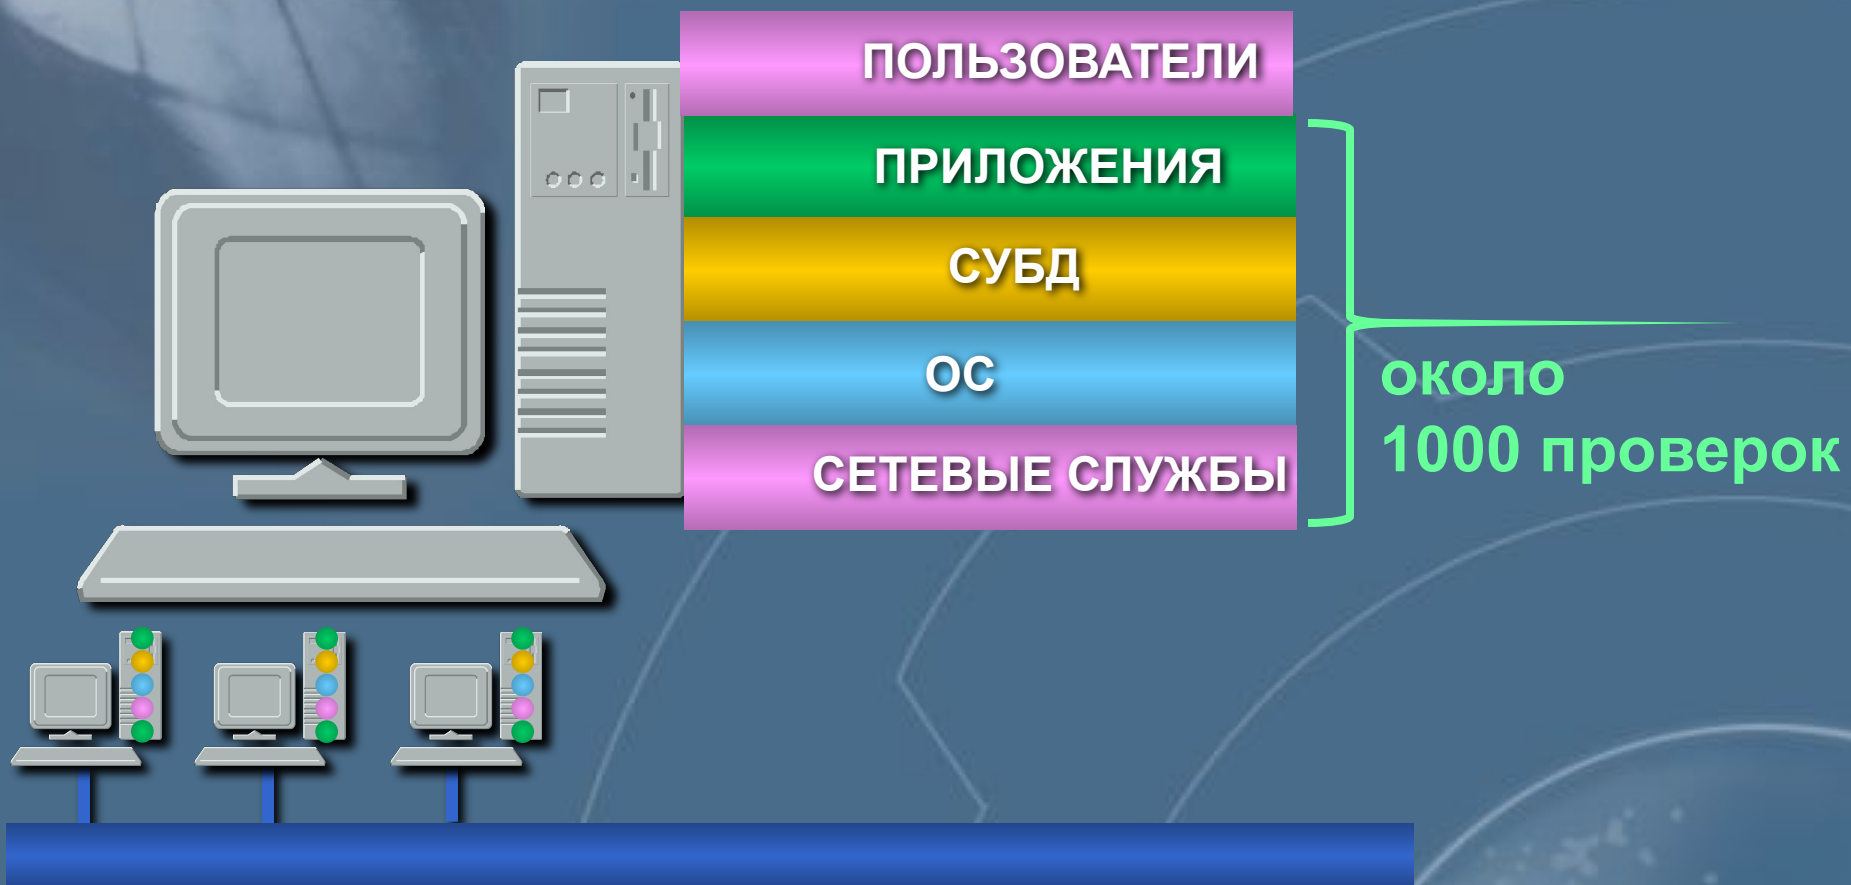 ПОЛЬЗОВАТЕЛИ
ПРИЛОЖЕНИЯ
СУБД
ОС
СЕТЕВЫЕ СЛУЖБЫ
около
1000 проверок